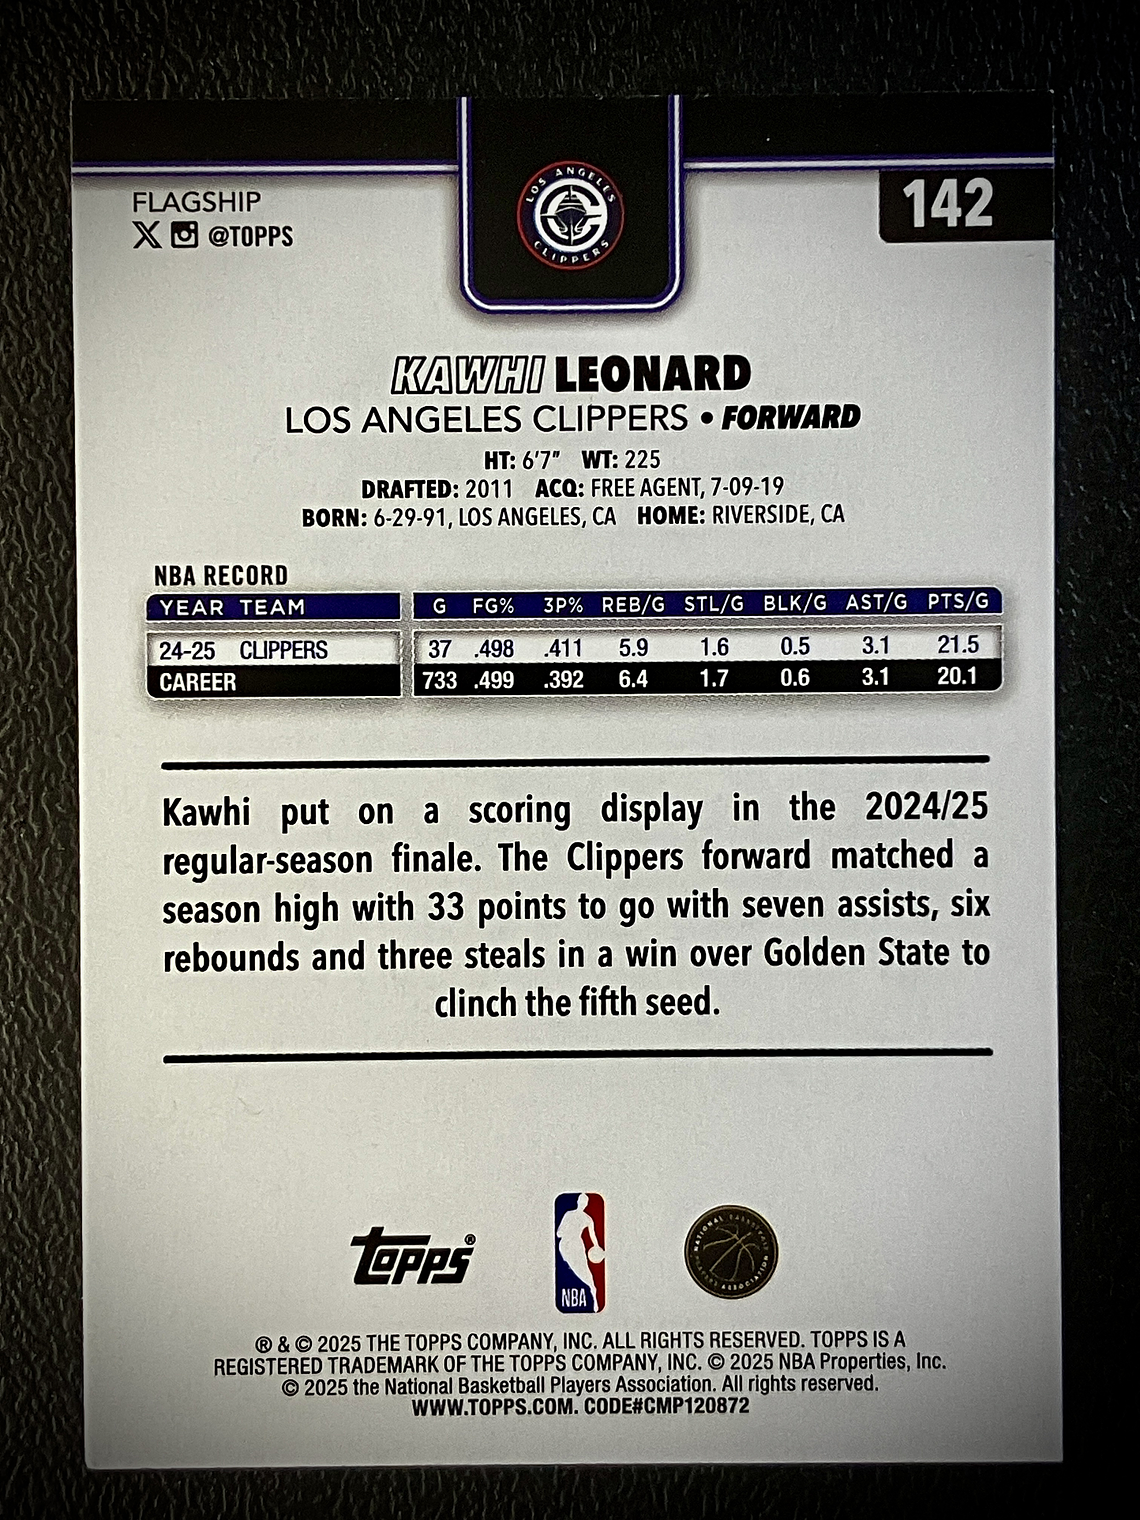 LOS ANGELES
CLIPPERS
FLAGSHIP
@TOPPS
142
KAWHI LEONARD
LOS ANGELES CLIPPERS • FORWARD
HT: 6'7" WT: 225
DRAFTED: 2011 ACQ: FREE AGENT, 7-09-19
BORN: 6-29-91, LOS ANGELES, CA HOME: RIVERSIDE, CA
NBA RECORD
YEAR TEAM G FG% 3P% REB/G STL/G BLK/G AST/G PTS/G
24-25 CLIPPERS 37 .498 .411 5.9 1.6 0.5 3.1 21.5
CAREER 733 .499 .392 6.4 1.7 0.6 3.1 20.1
Kawhi put on a scoring display in the 2024/25
regular-season finale. The Clippers forward matched a
season high with 33 points to go with seven assists, six
rebounds and three steals in a win over Golden State to
clinch the fifth seed.
topps®
NBA
NATIONAL BASKETBALL
PLAYERS ASSOCIATION
® & © 2025 THE TOPPS COMPANY, INC. ALL RIGHTS RESERVED. TOPPS IS A
REGISTERED TRADEMARK OF THE TOPPS COMPANY, INC. © 2025 NBA Properties, Inc.
© 2025 the National Basketball Players Association. All rights reserved.
WWW.TOPPS.COM. CODE#CMP120872